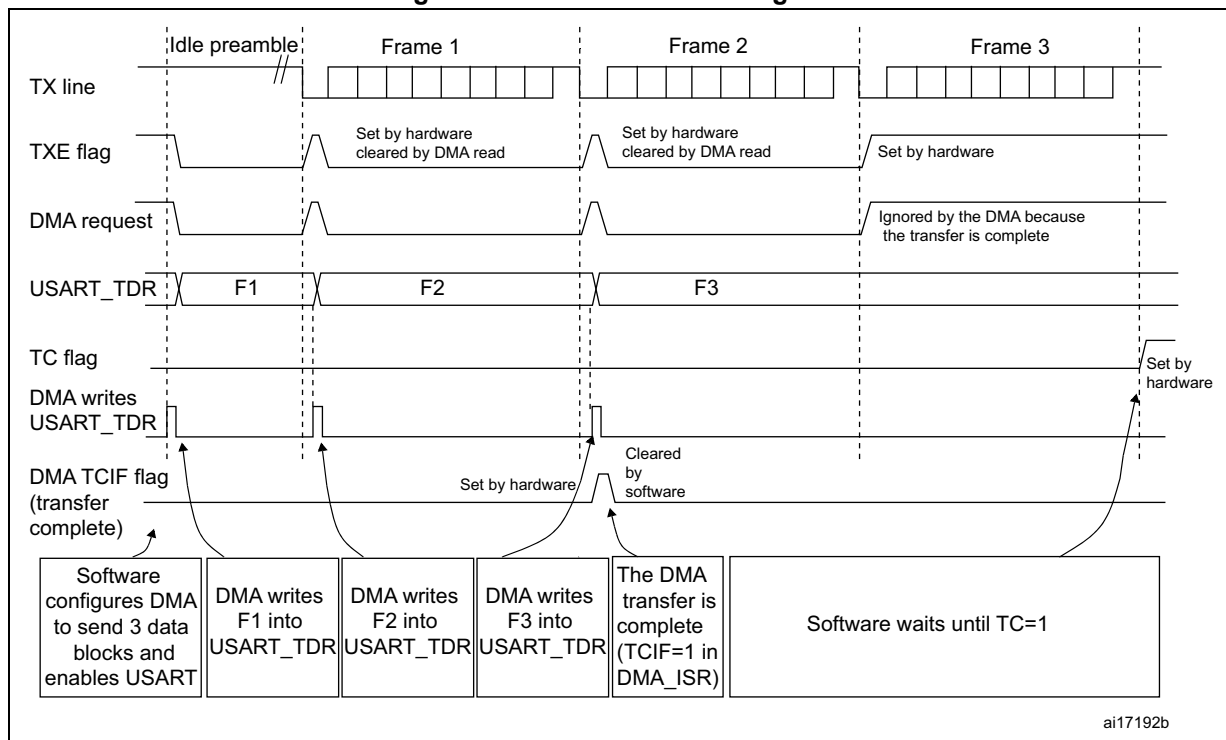 Idle preamble
Frame 1
Frame 2
Frame 3
TX line
TXE flag
Set by hardware
cleared by DMA read
Set by hardware
cleared by DMA read
Set by hardware
DMA request
Ignored by the DMA because
the transfer is complete
USART_TDR
F1
F2
F3
TC flag
Set by
hardware
DMA writes
USART_TDR
DMA TCIF flag
(transfer
complete)
Set by hardware
Cleared
by
software
Software
configures DMA
to send 3 data
blocks and
enables USART
DMA writes
F1 into
USART_TDR
DMA writes
F2 into
USART_TDR
DMA writes
F3 into
USART_TDR
The DMA
transfer is
complete
(TCIF=1 in
DMA_ISR)
Software waits until TC=1
ai17192b